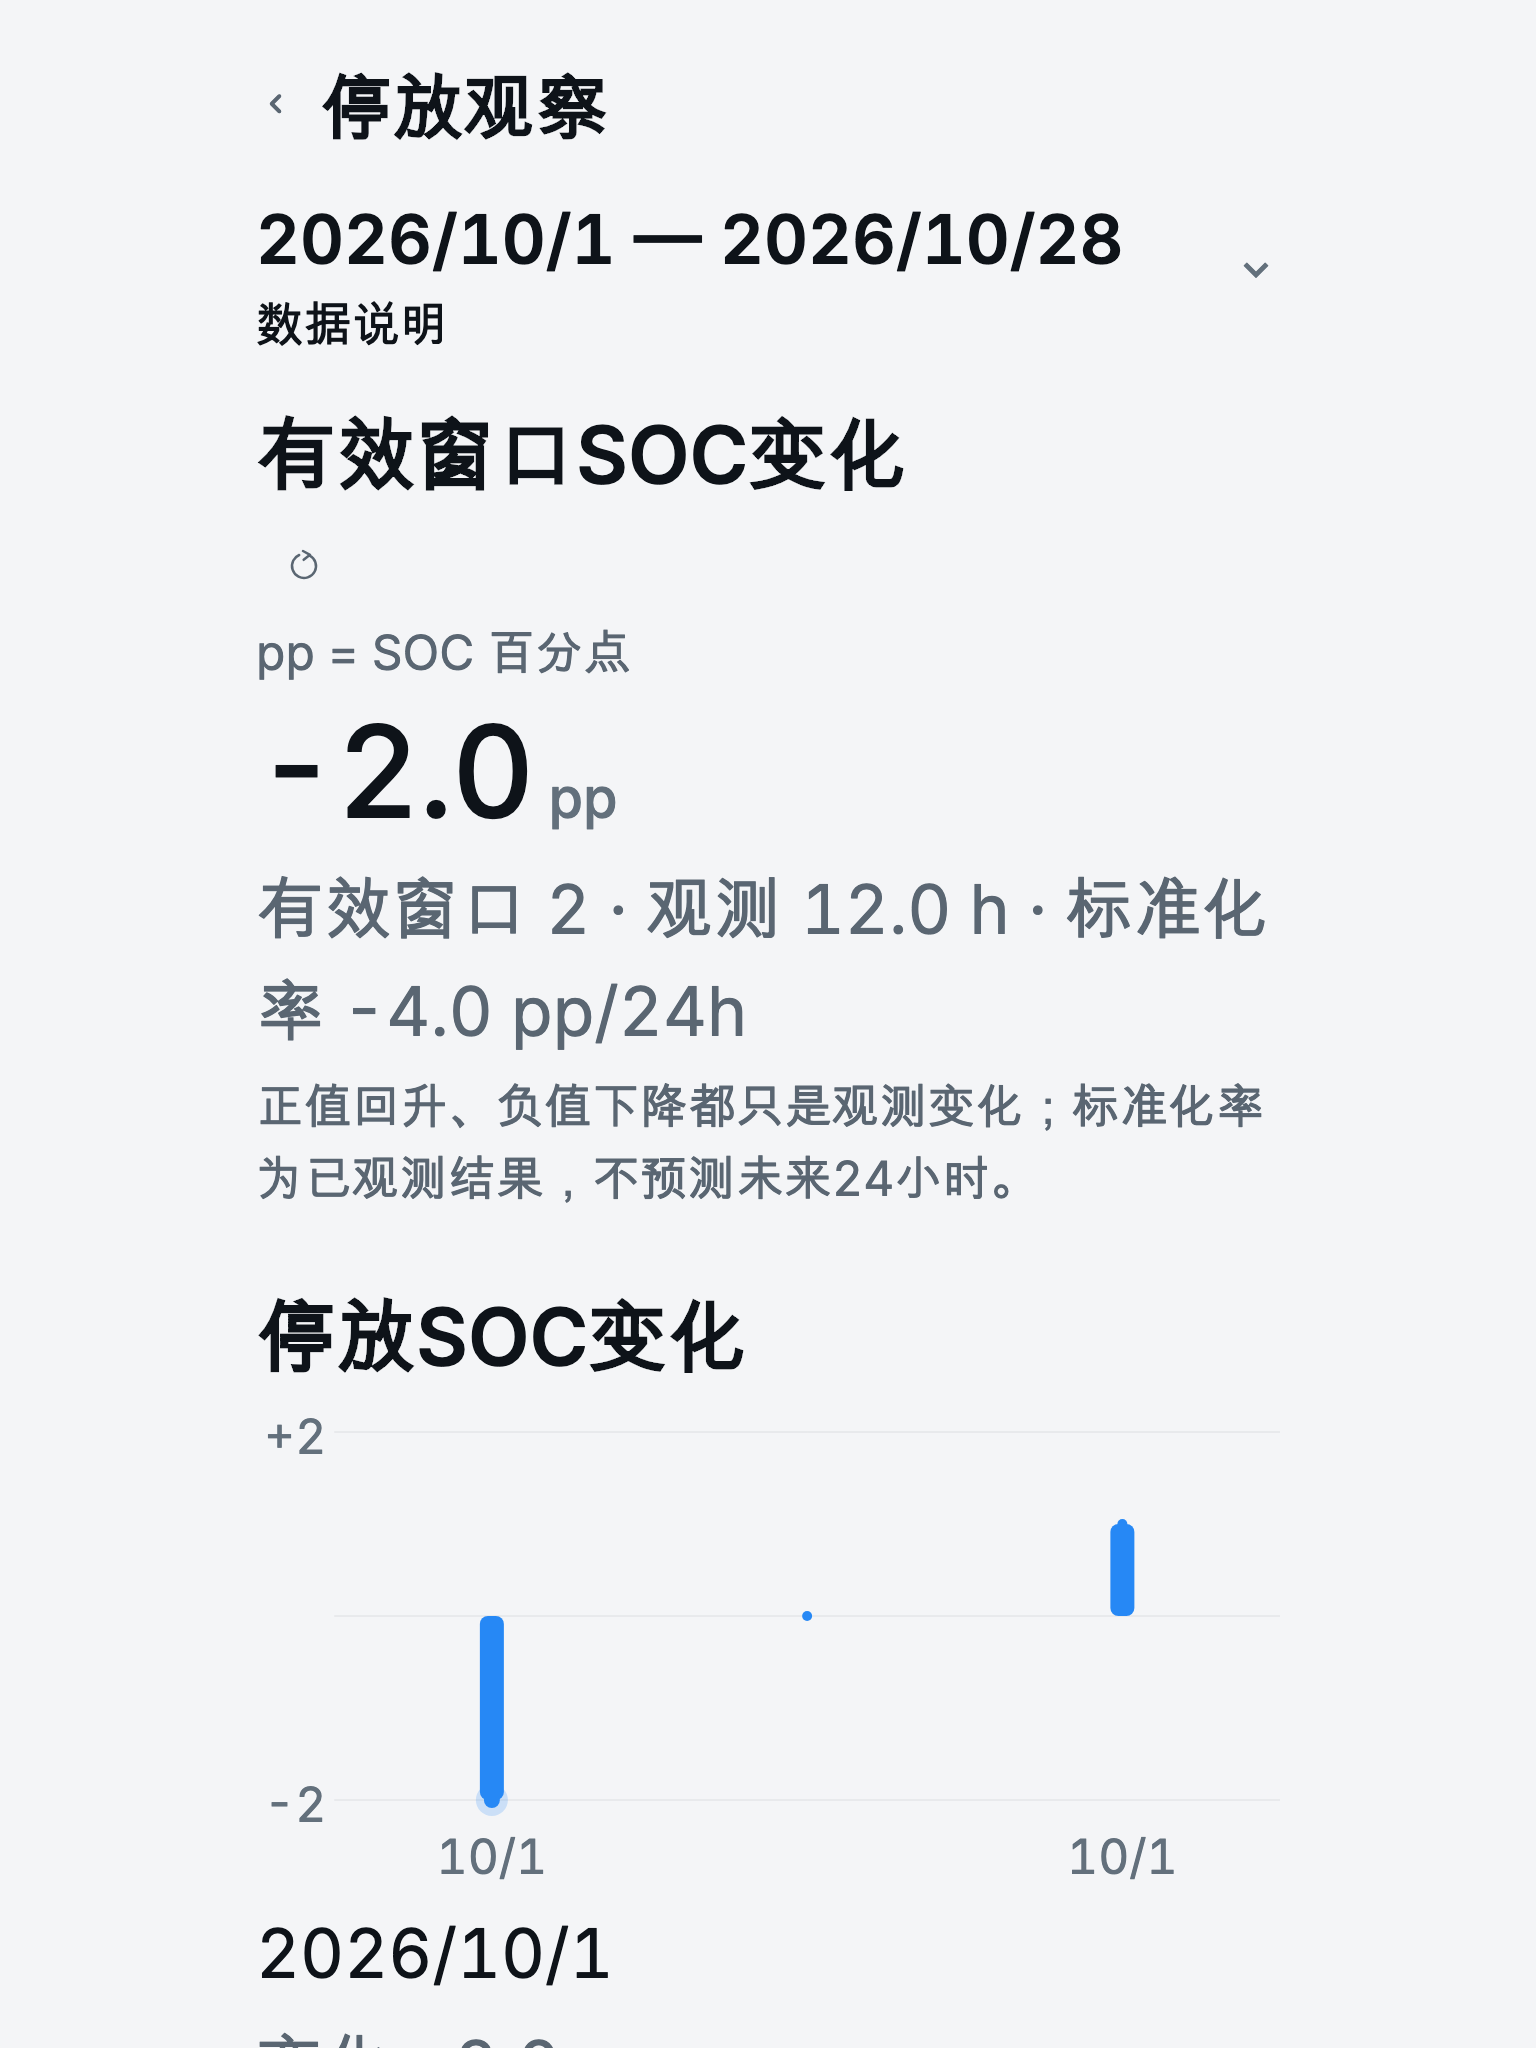 停放观察
2026/10/1 — 2026/10/28
数据说明
有效窗口SOC变化
pp = SOC 百分点
-2.0 pp
有效窗口 2 · 观测 12.0 h · 标准化
率 -4.0 pp/24h
正值回升、负值下降都只是观测变化；标准化率
为已观测结果，不预测未来24小时。
停放SOC变化
+2
-2
10/1 10/1
2026/10/1